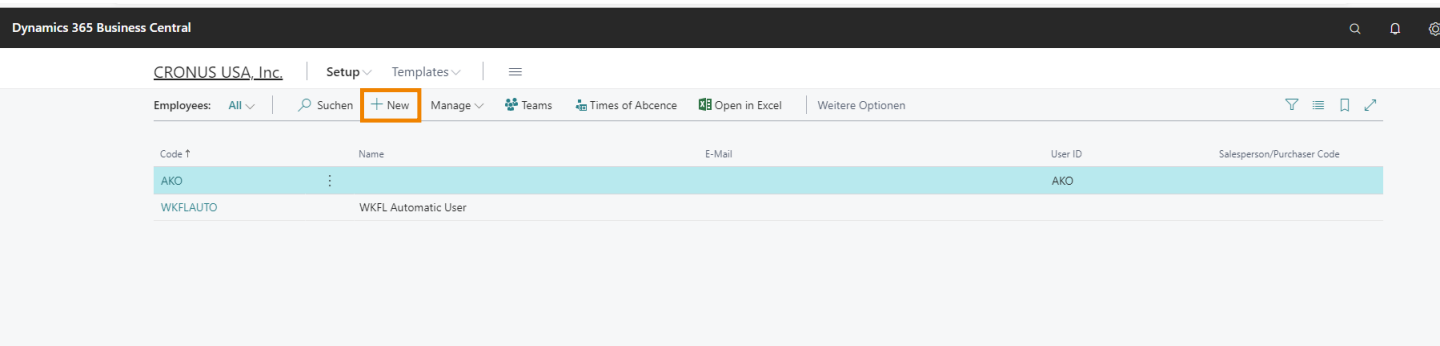 Dynamics 365 Business Central
CRONUS USA, Inc. Setup Templates
Employees: All Suchen New Manage Teams Times of Abcence Open in Excel Weitere Optionen
Code ↑ Name E-Mail User ID Salesperson/Purchaser Code
AKO AKO
WKFLAUTO WKFL Automatic User